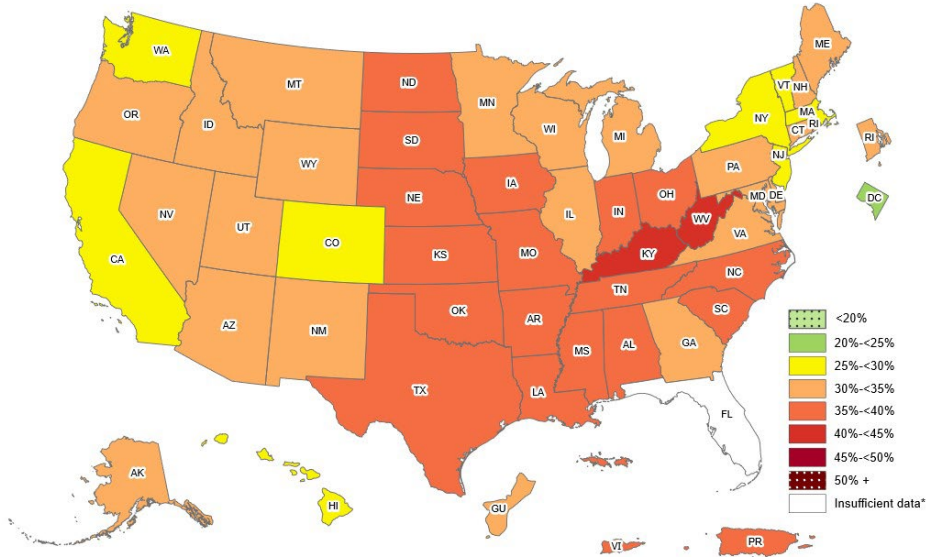 WA
MT
ND
MN
ME
VT
NH
OR
ID
SD
WI
MI
NY
MA
CT
RI
RI
WY
IA
PA
NJ
NE
OH
MD
DE
DC
NV
UT
CO
IL
IN
WV
VA
CA
KS
MO
KY
NC
TN
AZ
NM
OK
AR
SC
MS
AL
GA
TX
LA
FL
AK
HI
GU
VI
PR
<20%
20%-<25%
25%-<30%
30%-<35%
35%-<40%
40%-<45%
45%-<50%
50% +
Insufficient data*